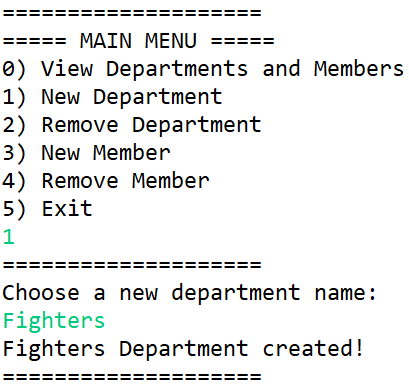 ====================
===== MAIN MENU =====
0) View Departments and Members
1) New Department
2) Remove Department
3) New Member
4) Remove Member
5) Exit
1
====================
Choose a new department name:
Fighters
Fighters Department created!
====================